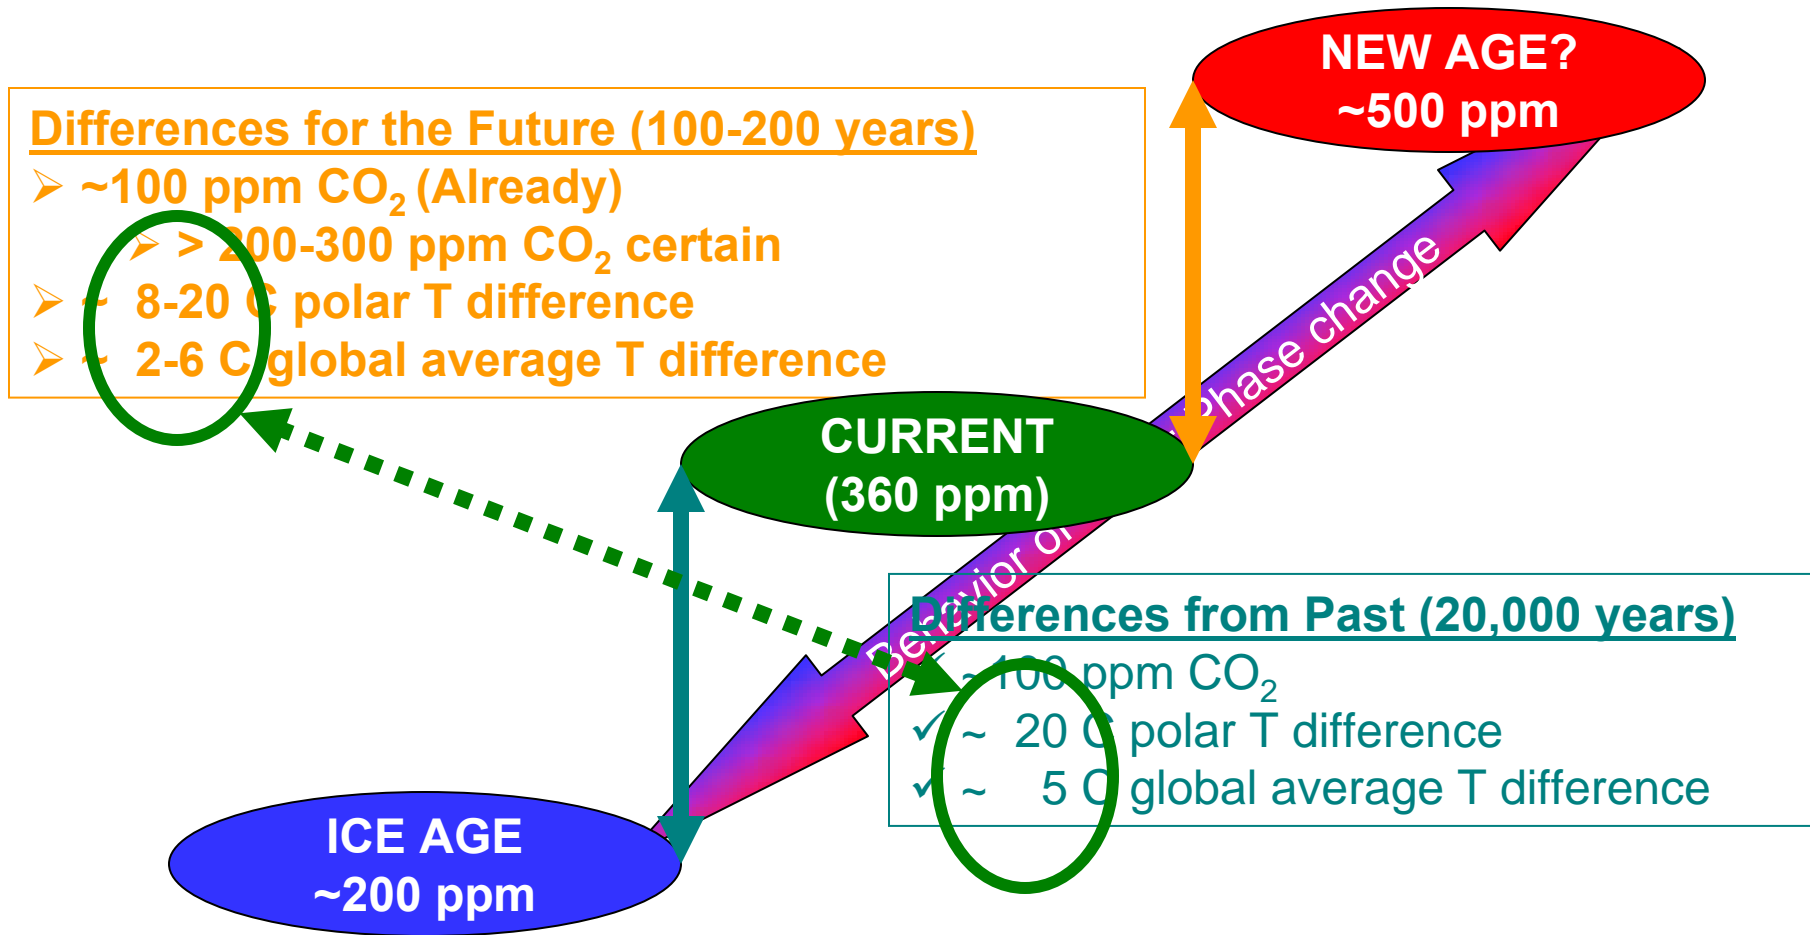 NEW AGE?
~500 ppm
Differences for the Future (100-200 years)
➢ ~100 ppm CO₂ (Already)
➢ > 200-300 ppm CO₂ certain
➢ ~ 8-20 C polar T difference
➢ ~ 2-6 C global average T difference
Phase change
CURRENT
(360 ppm)
Behavior of
Differences from Past (20,000 years)
✓ ~100 ppm CO₂
✓ ~ 20 C polar T difference
✓ ~ 5 C global average T difference
ICE AGE
~200 ppm